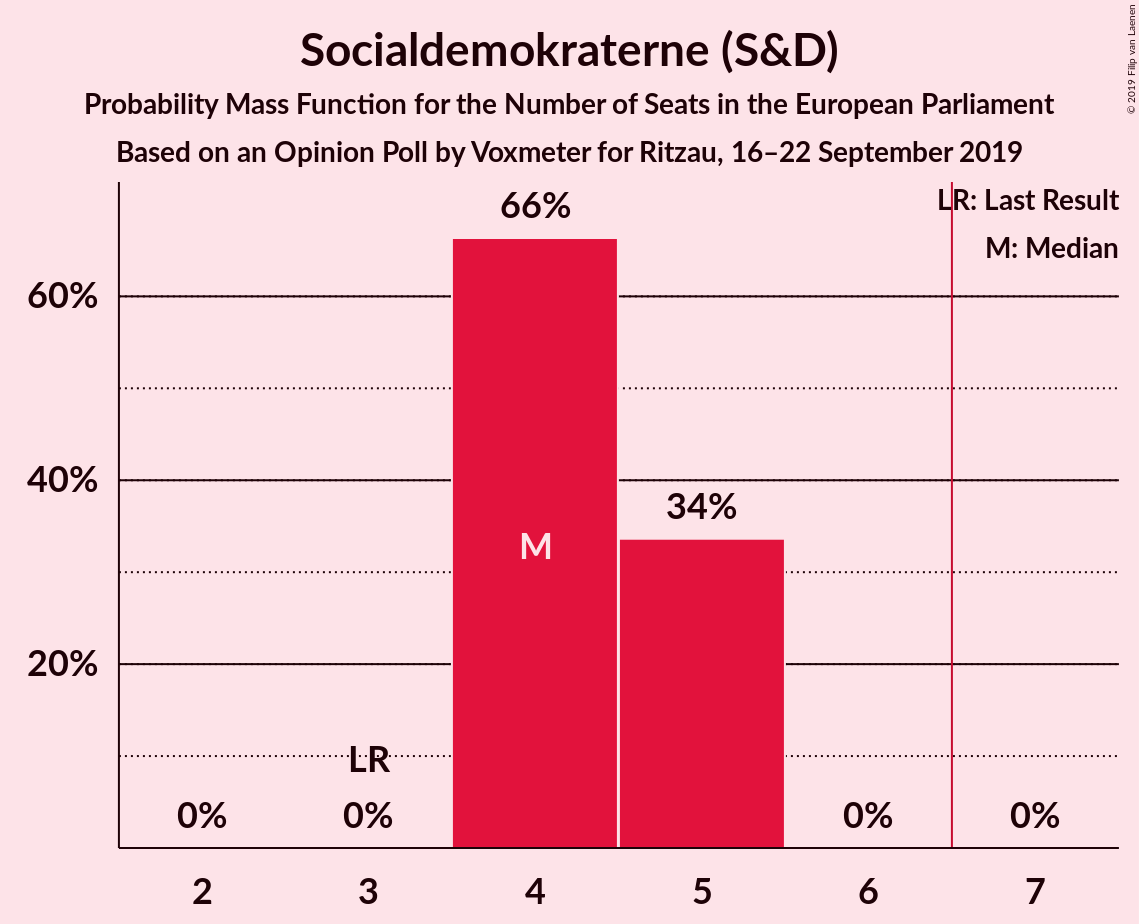 Socialdemokraterne (S&D)
Probability Mass Function for the Number of Seats in the European Parliament
Based on an Opinion Poll by Voxmeter for Ritzau, 16–22 September 2019
© 2019 Filip van Laenen
LR: Last Result
M: Median
66%
60%
40%
34%
M
20%
LR
0%
0%
0%
0%
2
3
4
5
6
7